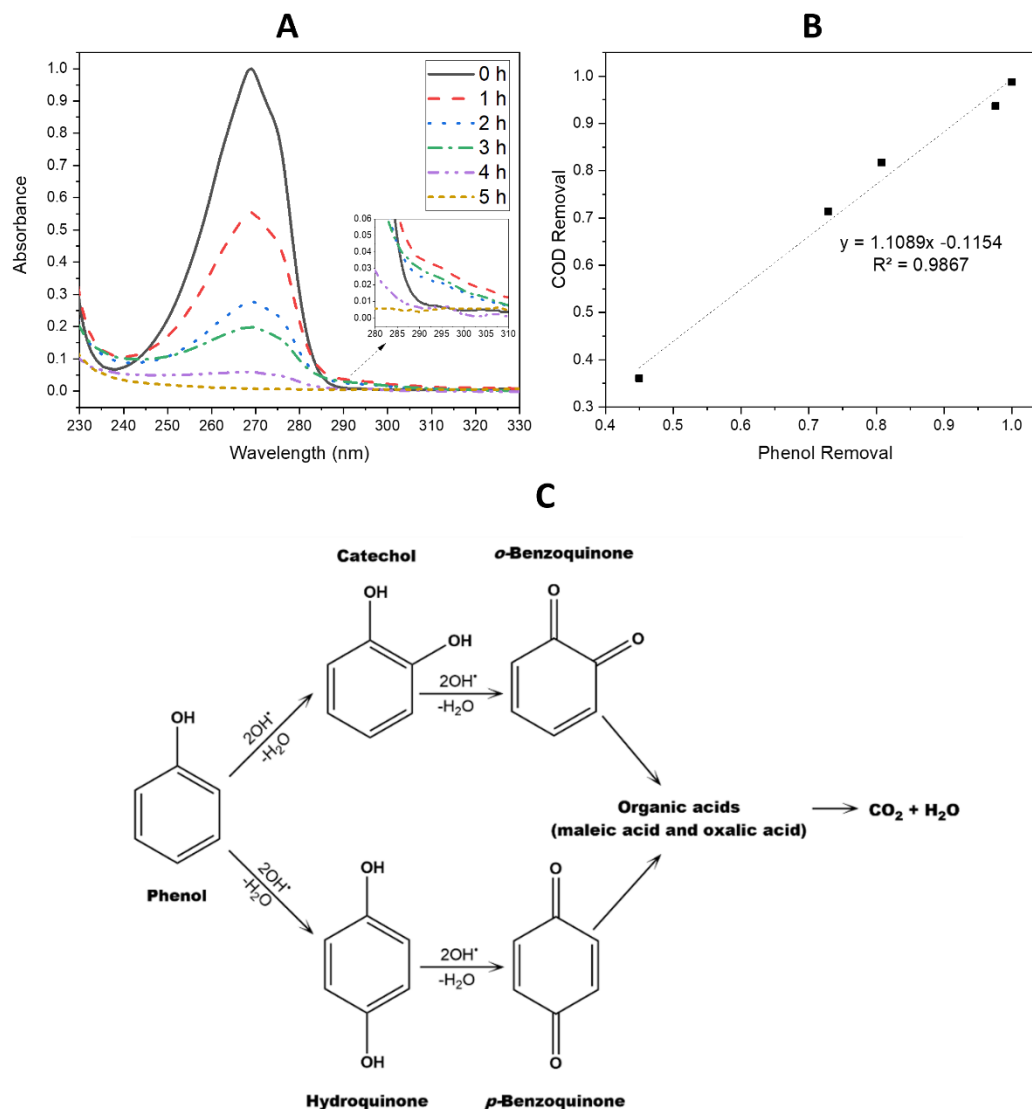 A
B
Absorbance
1.0
0.9
0.8
0.7
0.6
0.5
0.4
0.3
0.2
0.1
0.0
230 240 250 260 270 280 290 300 310 320 330
Wavelength (nm)
0 h
1 h
2 h
3 h
4 h
5 h
0.06
0.05
0.04
0.03
0.02
0.01
0.00
280 285 290 295 300 305 310
COD Removal
1.0
0.9
0.8
0.7
0.6
0.5
0.4
0.3
y = 1.1089x -0.1154
R² = 0.9867
0.4 0.5 0.6 0.7 0.8 0.9 1.0
Phenol Removal
C
Catechol
o-Benzoquinone
OH
OH
O
O
2OH•
-H₂O
2OH•
-H₂O
OH
Phenol
Organic acids
(maleic acid and oxalic acid)
CO₂ + H₂O
2OH•
-H₂O
OH
OH
2OH•
-H₂O
O
O
Hydroquinone
p-Benzoquinone